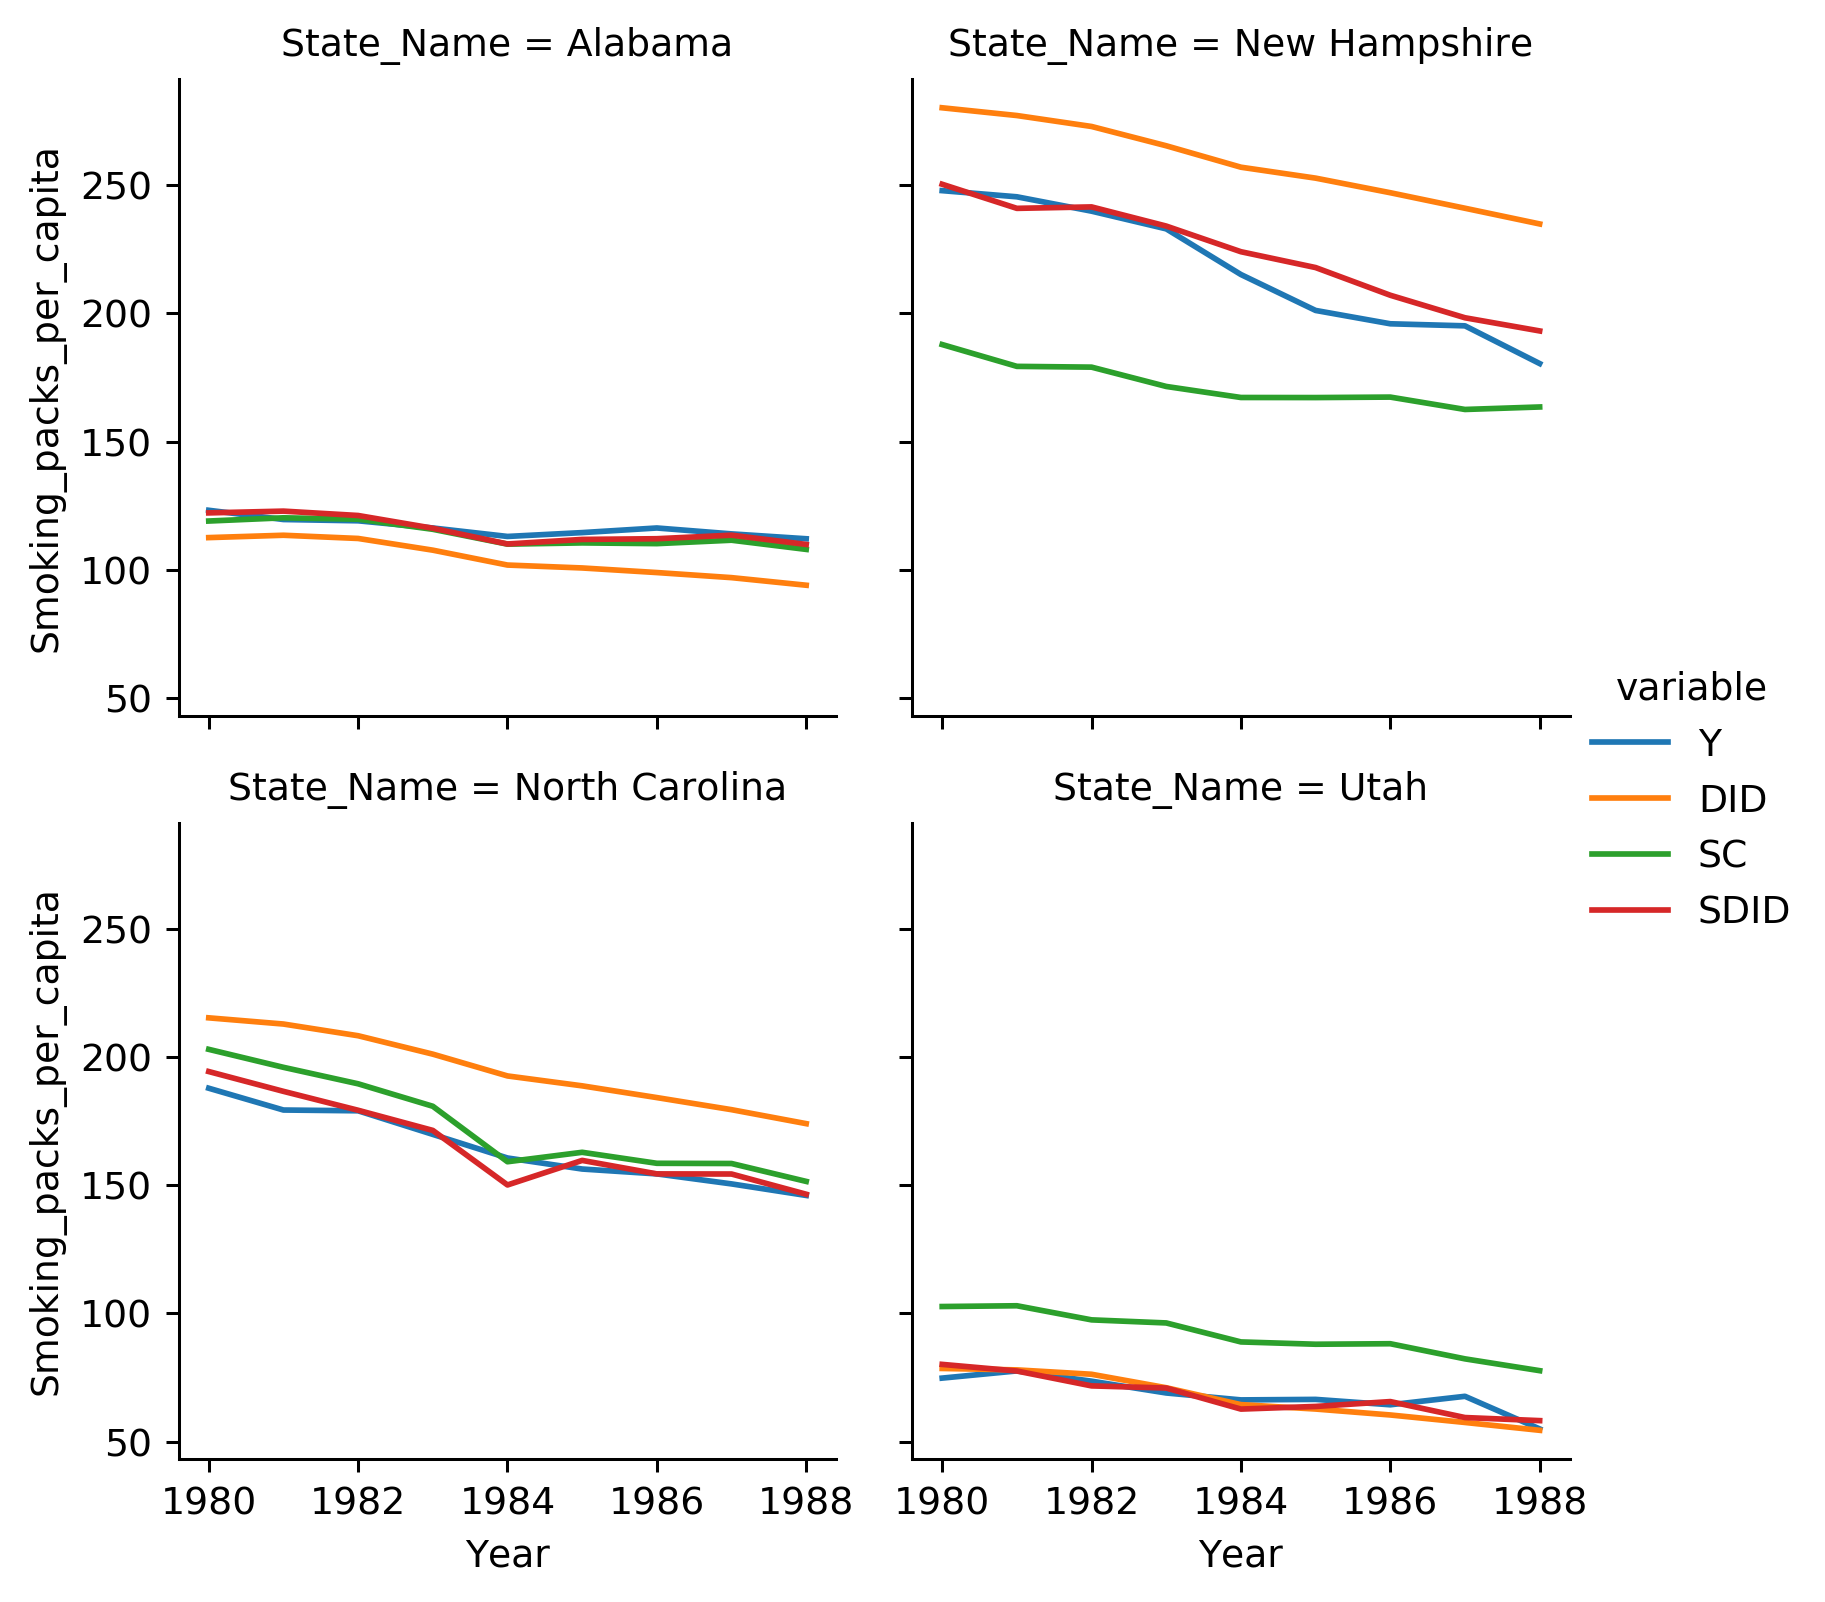 State_Name = Alabama
State_Name = New Hampshire
Smoking_packs_per_capita
250
200
150
100
50
variable
Y
DID
SC
SDID
State_Name = North Carolina
State_Name = Utah
Smoking_packs_per_capita
250
200
150
100
50
1980 1982 1984 1986 1988
1980 1982 1984 1986 1988
Year
Year